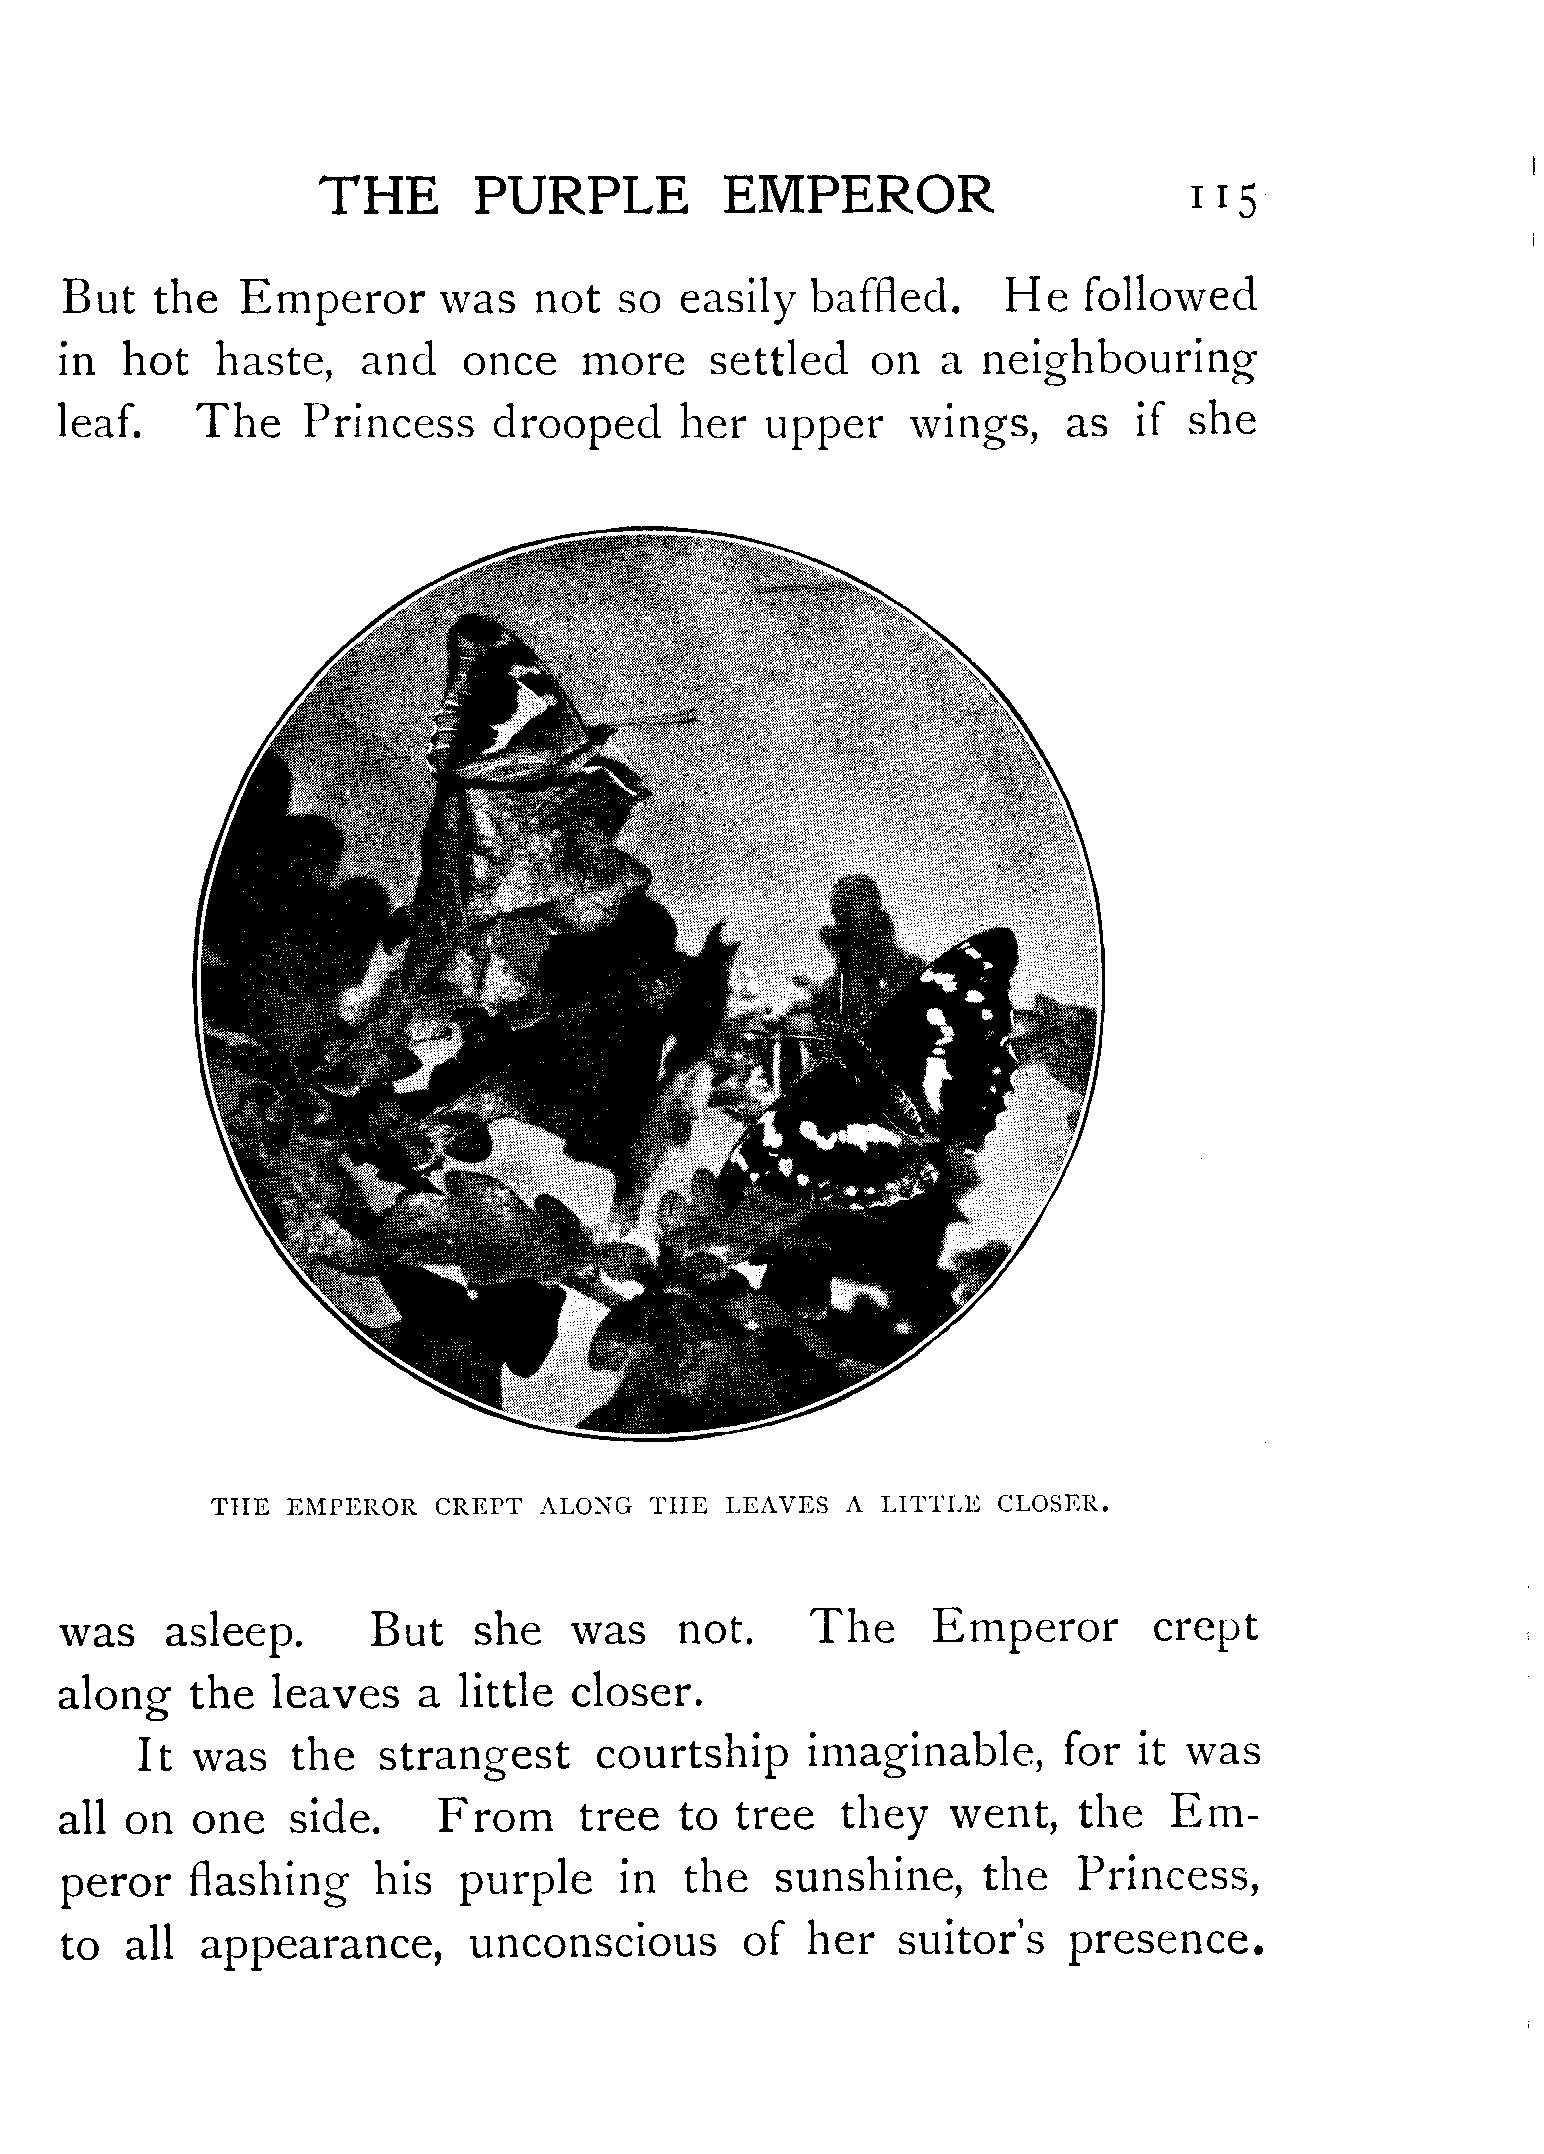 THE PURPLE EMPEROR 115
But the Emperor was not so easily baffled. He followed
in hot haste, and once more settled on a neighbouring
leaf. The Princess drooped her upper wings, as if she
THE EMPEROR CREPT ALONG THE LEAVES A LITTLE CLOSER.
was asleep. But she was not. The Emperor crept
along the leaves a little closer.
It was the strangest courtship imaginable, for it was
all on one side. From tree to tree they went, the Em-
peror flashing his purple in the sunshine, the Princess,
to all appearance, unconscious of her suitor's presence.